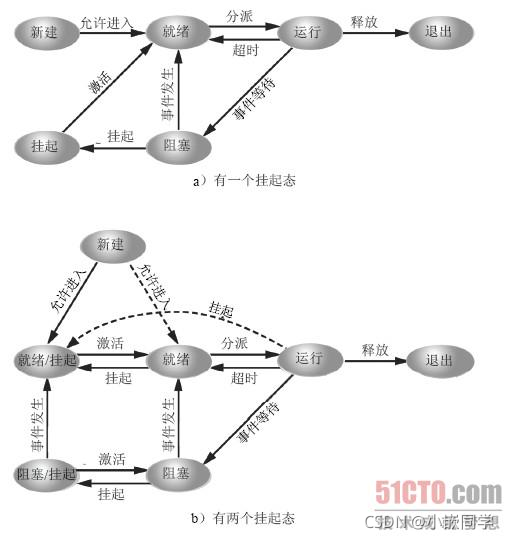 新建 允许进入 就绪 分派 运行 释放 退出
超时
激活 事件发生 事件等待
挂起 挂起 阻塞
a）有一个挂起态
新建
允许进入 允许进入
挂起
就绪/挂起 激活 就绪 分派 运行 释放 退出
挂起 超时
事件发生 事件发生 事件等待
阻塞/挂起 激活 阻塞
挂起
b）有两个挂起态
51CTO.com
CSDN @小嵌同学